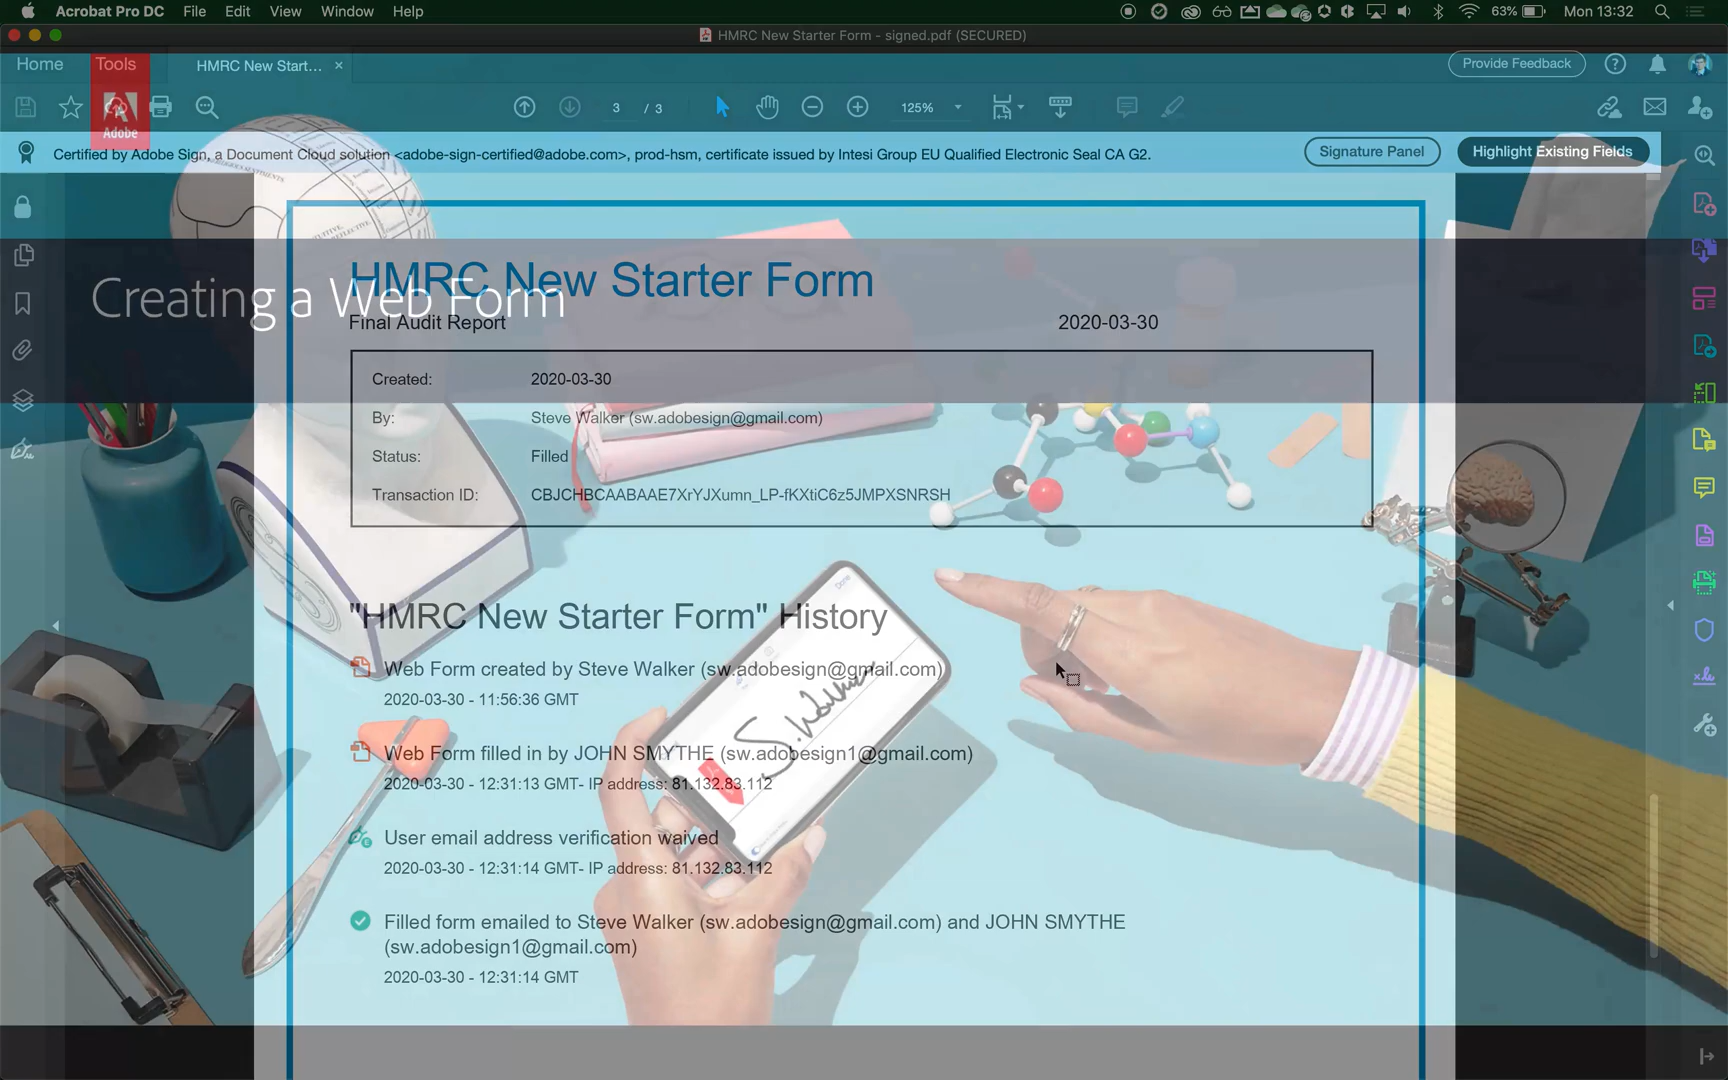 Acrobat Pro DC File Edit View Window Help
63% Mon 13:32
HMRC New Starter Form - signed.pdf (SECURED)
Home Tools HMRC New Start... × Provide Feedback
3 / 3 125%
Adobe
Certified by Adobe Sign, a Document Cloud solution <adobe-sign-certified@adobe.com>, prod-hsm, certificate issued by Intesi Group EU Qualified Electronic Seal CA G2.
Signature Panel
Highlight Existing Fields
HMRC New Starter Form
Creating a Web Form
Final Audit Report 2020-03-30
Created: 2020-03-30
By: Steve Walker (sw.adobesign@gmail.com)
Status: Filled
Transaction ID: CBJCHBCAABAAE7XrYJXumn_LP-fKXtiC6z5JMPXSNRSH
"HMRC New Starter Form" History
Done
Web Form created by Steve Walker (sw.adobesign@gmail.com)
2020-03-30 - 11:56:36 GMT
S. Walker
Web Form filled in by JOHN SMYTHE (sw.adobesign1@gmail.com)
2020-03-30 - 12:31:13 GMT- IP address: 81.132.83.112
User email address verification waived
2020-03-30 - 12:31:14 GMT- IP address: 81.132.83.112
Filled form emailed to Steve Walker (sw.adobesign@gmail.com) and JOHN SMYTHE
(sw.adobesign1@gmail.com)
2020-03-30 - 12:31:14 GMT